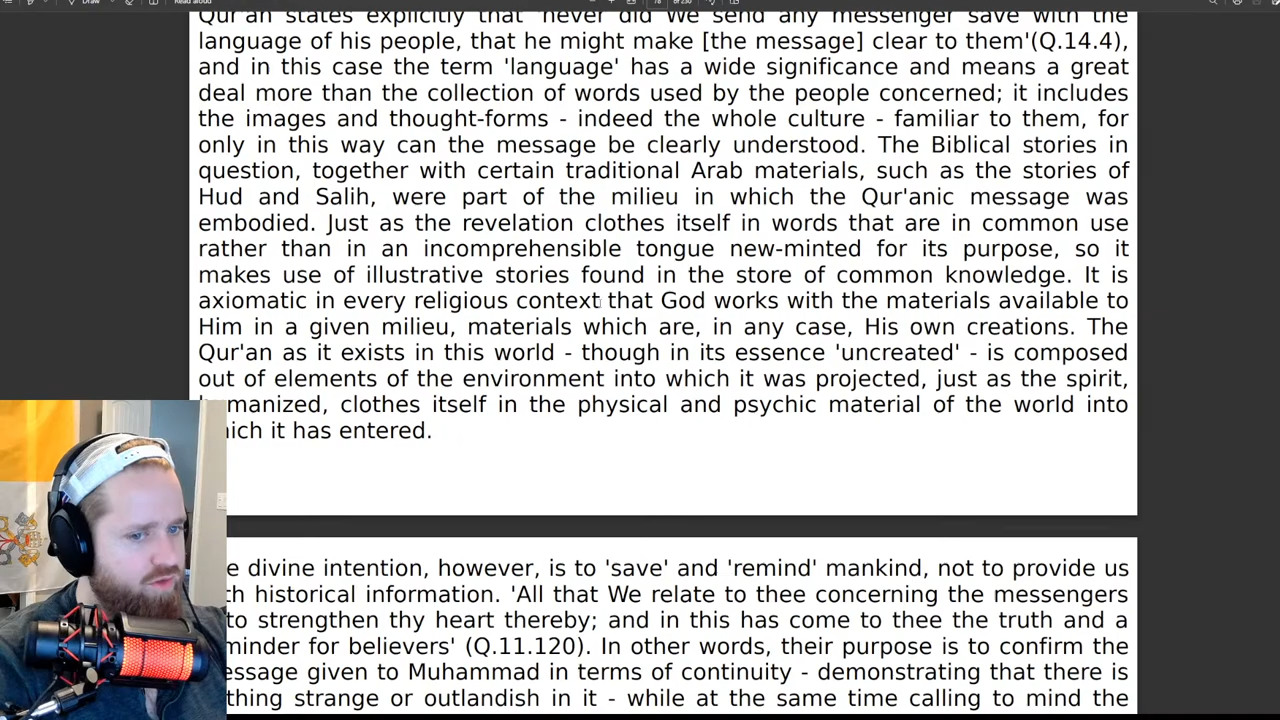 Draw
Read aloud
of 230
Qur'an states explicitly that 'never did We send any messenger save with the
language of his people, that he might make [the message] clear to them'(Q.14.4),
and in this case the term 'language' has a wide significance and means a great
deal more than the collection of words used by the people concerned; it includes
the images and thought-forms - indeed the whole culture - familiar to them, for
only in this way can the message be clearly understood. The Biblical stories in
question, together with certain traditional Arab materials, such as the stories of
Hud and Salih, were part of the milieu in which the Qur'anic message was
embodied. Just as the revelation clothes itself in words that are in common use
rather than in an incomprehensible tongue new-minted for its purpose, so it
makes use of illustrative stories found in the store of common knowledge. It is
axiomatic in every religious context that God works with the materials available to
Him in a given milieu, materials which are, in any case, His own creations. The
Qur'an as it exists in this world - though in its essence 'uncreated' - is composed
out of elements of the environment into which it was projected, just as the spirit,
humanized, clothes itself in the physical and psychic material of the world into
which it has entered.
e divine intention, however, is to 'save' and 'remind' mankind, not to provide us
th historical information. 'All that We relate to thee concerning the messengers
to strengthen thy heart thereby; and in this has come to thee the truth and a
minder for believers' (Q.11.120). In other words, their purpose is to confirm the
essage given to Muhammad in terms of continuity - demonstrating that there is
thing strange or outlandish in it - while at the same time calling to mind the